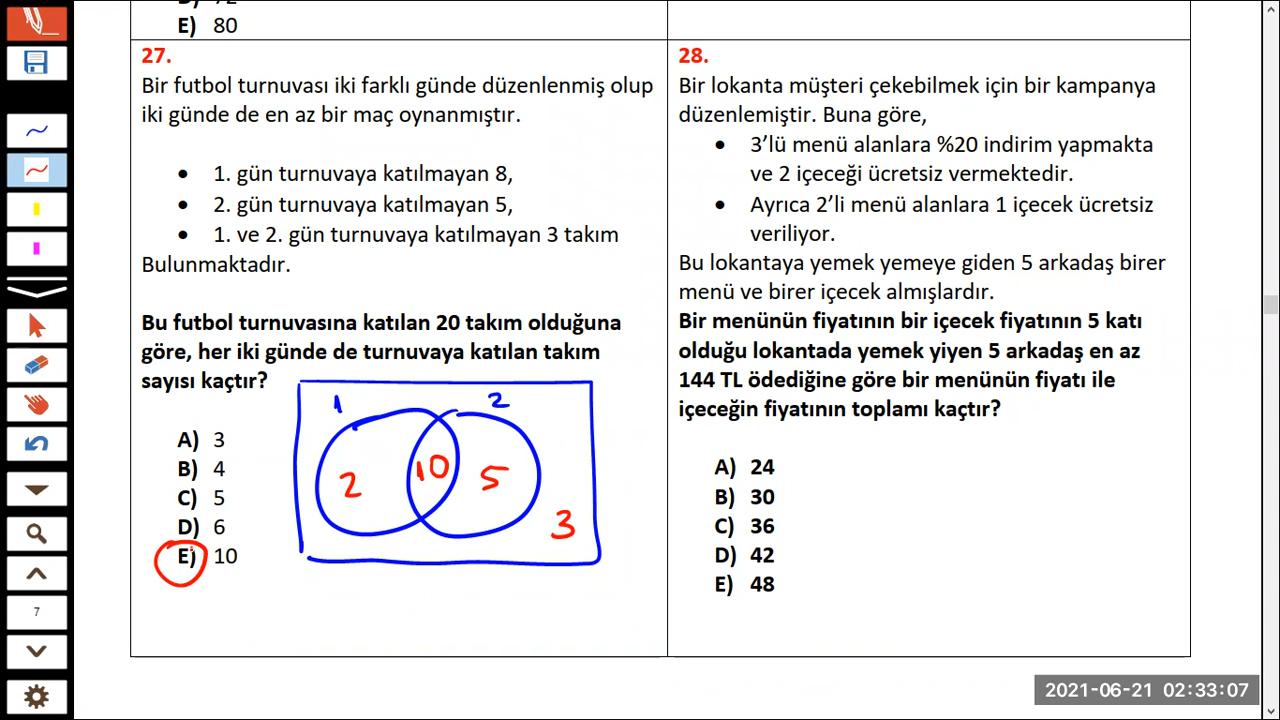 D) 72
E) 80
27.
Bir futbol turnuvası iki farklı günde düzenlenmiş olup
iki günde de en az bir maç oynanmıştır.
• 1. gün turnuvaya katılmayan 8,
• 2. gün turnuvaya katılmayan 5,
• 1. ve 2. gün turnuvaya katılmayan 3 takım
Bulunmaktadır.
Bu futbol turnuvasına katılan 20 takım olduğuna
göre, her iki günde de turnuvaya katılan takım
sayısı kaçtır?
1 2
2 10 5
3
A) 3
B) 4
C) 5
D) 6
E) 10
28.
Bir lokanta müşteri çekebilmek için bir kampanya
düzenlemiştir. Buna göre,
• 3’lü menü alanlara %20 indirim yapmakta
ve 2 içeceği ücretsiz vermektedir.
• Ayrıca 2’li menü alanlara 1 içecek ücretsiz
veriliyor.
Bu lokantaya yemek yemeye giden 5 arkadaş birer
menü ve birer içecek almışlardır.
Bir menünün fiyatının bir içecek fiyatının 5 katı
olduğu lokantada yemek yiyen 5 arkadaş en az
144 TL ödediğine göre bir menünün fiyatı ile
içeceğin fiyatının toplamı kaçtır?
A) 24
B) 30
C) 36
D) 42
E) 48
7
2021-06-21 02:33:07